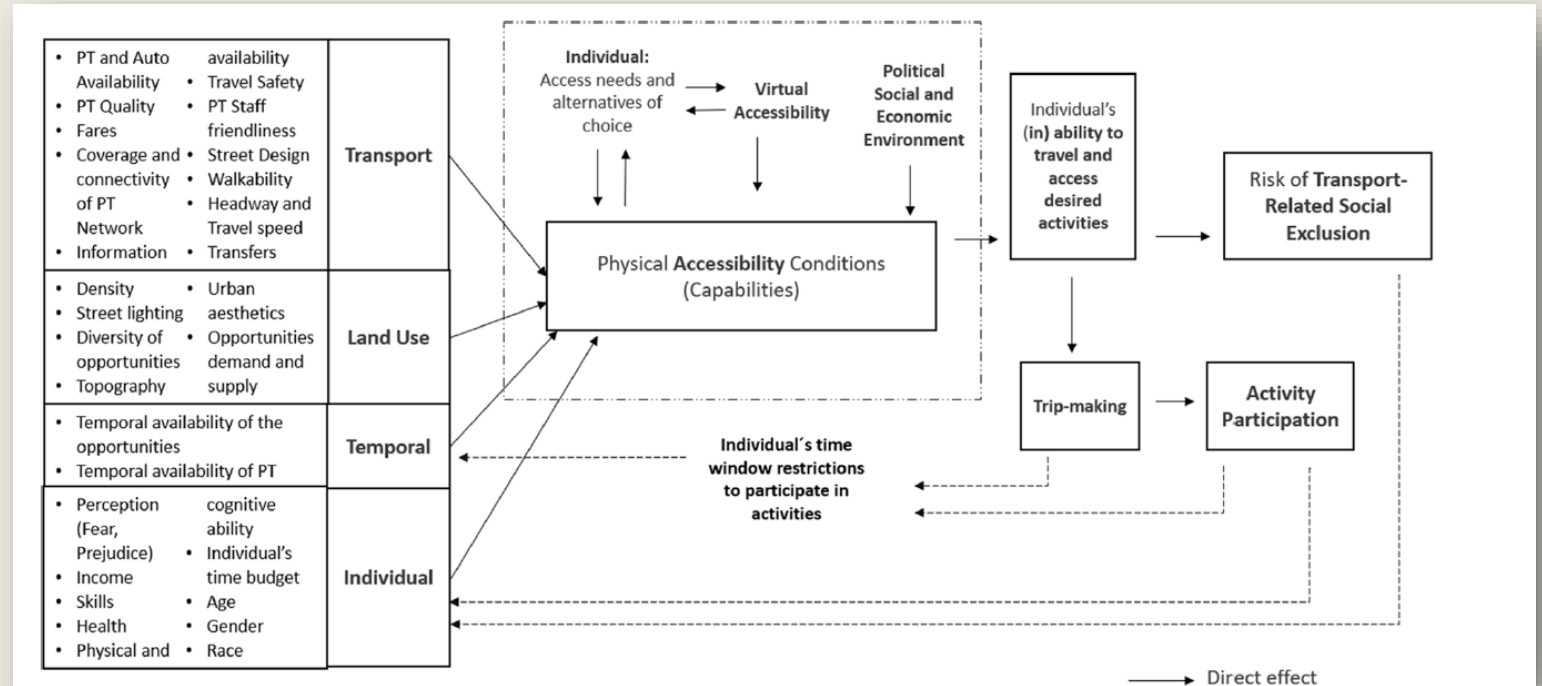 • PT and Auto
Availability
• PT Quality
• Fares
• Coverage and
connectivity
of PT
Network
• Information
availability
• Travel Safety
• PT Staff
friendliness
• Street Design
• Walkability
• Headway and
Travel speed
• Transfers
Transport
• Density
• Street lighting
• Diversity of
opportunities
• Topography
• Urban
aesthetics
• Opportunities
demand and
supply
Land Use
• Temporal availability of the
opportunities
• Temporal availability of PT
Temporal
• Perception
(Fear,
Prejudice)
• Income
• Skills
• Health
• Physical and
cognitive
ability
• Individual's
time budget
• Age
• Gender
• Race
Individual
Individual:
Access needs and
alternatives of
choice
Virtual
Accessibility
Political
Social and
Economic
Environment
Physical Accessibility Conditions
(Capabilities)
Individual's
(in) ability to
travel and
access
desired
activities
Risk of Transport-
Related Social
Exclusion
Trip-making
Activity
Participation
Individual´s time
window restrictions
to participate in
activities
Direct effect